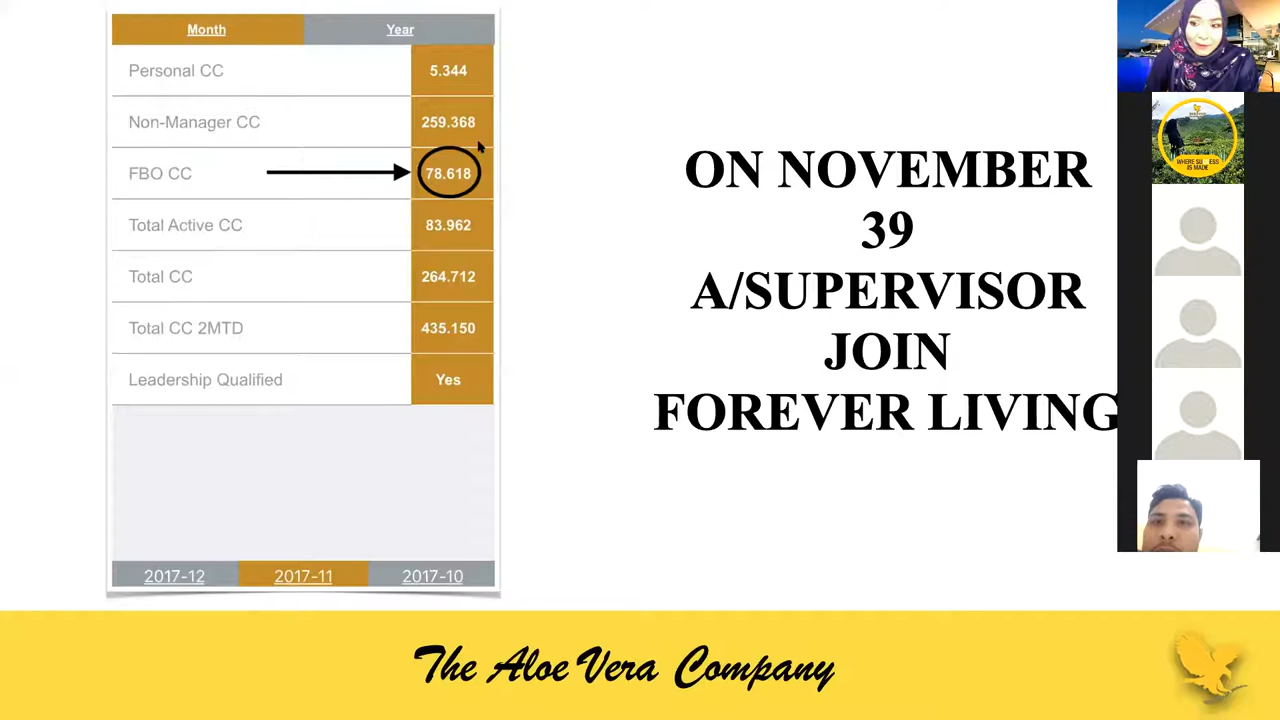 Month Year
Personal CC 5.344
Non-Manager CC 259.368
FBO CC 78.618
Total Active CC 83.962
Total CC 264.712
Total CC 2MTD 435.150
Leadership Qualified Yes
2017-12 2017-11 2017-10
ON NOVEMBER
39
A/SUPERVISOR
JOIN
FOREVER LIVING
IS MADE
The Aloe Vera Company